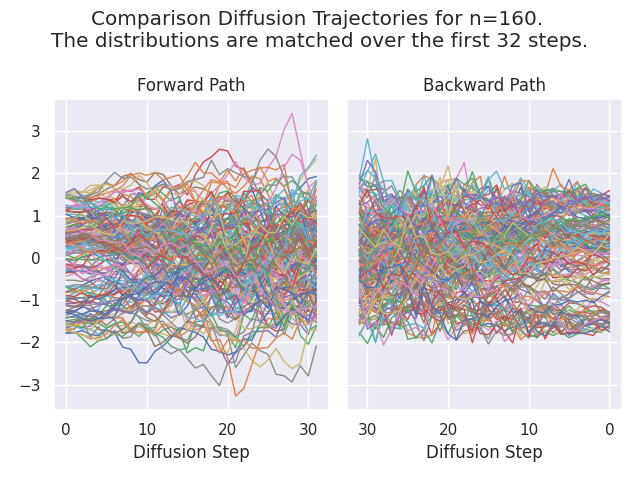 Comparison Diffusion Trajectories for n=160.
The distributions are matched over the first 32 steps.
Forward Path
Backward Path
3
2
1
0
−1
−2
−3
0 10 20 30
30 20 10 0
Diffusion Step
Diffusion Step